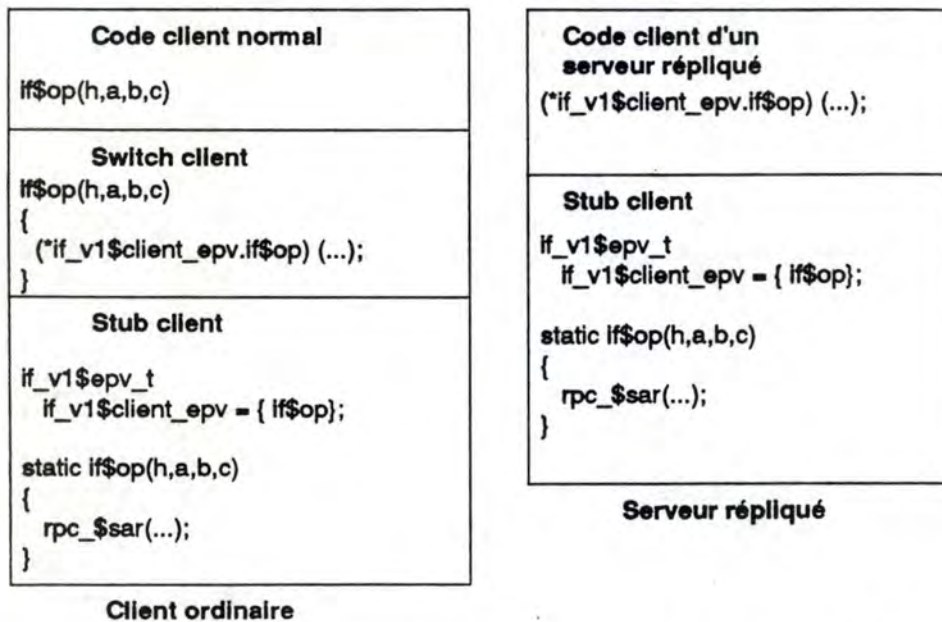 Code client normal
if$op(h,a,b,c)
Switch client
if$op(h,a,b,c)
{
(*if_v1$client_epv.if$op) (...);
}
Stub client
if_v1$epv_t
if_v1$client_epv = { if$op};
static if$op(h,a,b,c)
{
rpc_$sar(...);
}
Client ordinaire
Code client d'un
serveur répliqué
(*if_v1$client_epv.if$op) (...);
Stub client
if_v1$epv_t
if_v1$client_epv = { if$op};
static if$op(h,a,b,c)
{
rpc_$sar(...);
}
Serveur répliqué